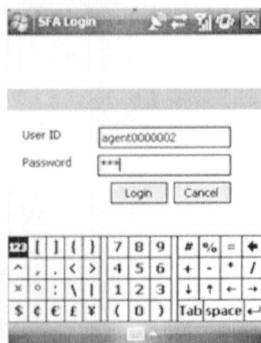 SFA Login
User ID agent0000002
Password ***
Login Cancel
123 [ ] { } 7 8 9 # % = 
^ , . < > 4 5 6 + - * /
¤ ° : \ | 1 2 3 ↓ ↑ ← →
$ ¢ € £ ¥ ( 0 ) Tab space ↵